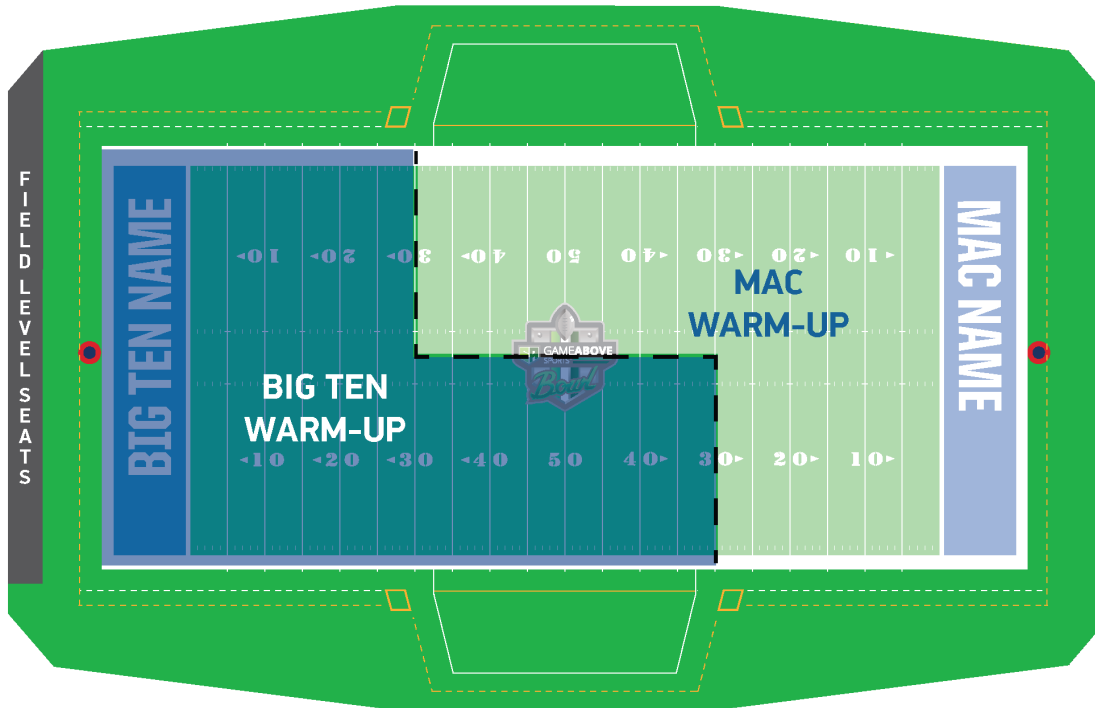 FIELD LEVEL SEATS
BIG TEN NAME
10 20 30 40 50 40 30 20 10
MAC
WARM-UP
MAC NAME
GAMEABOVE
SPORTS
Bowl
BIG TEN
WARM-UP
10 20 30 40 50 40 30 20 10